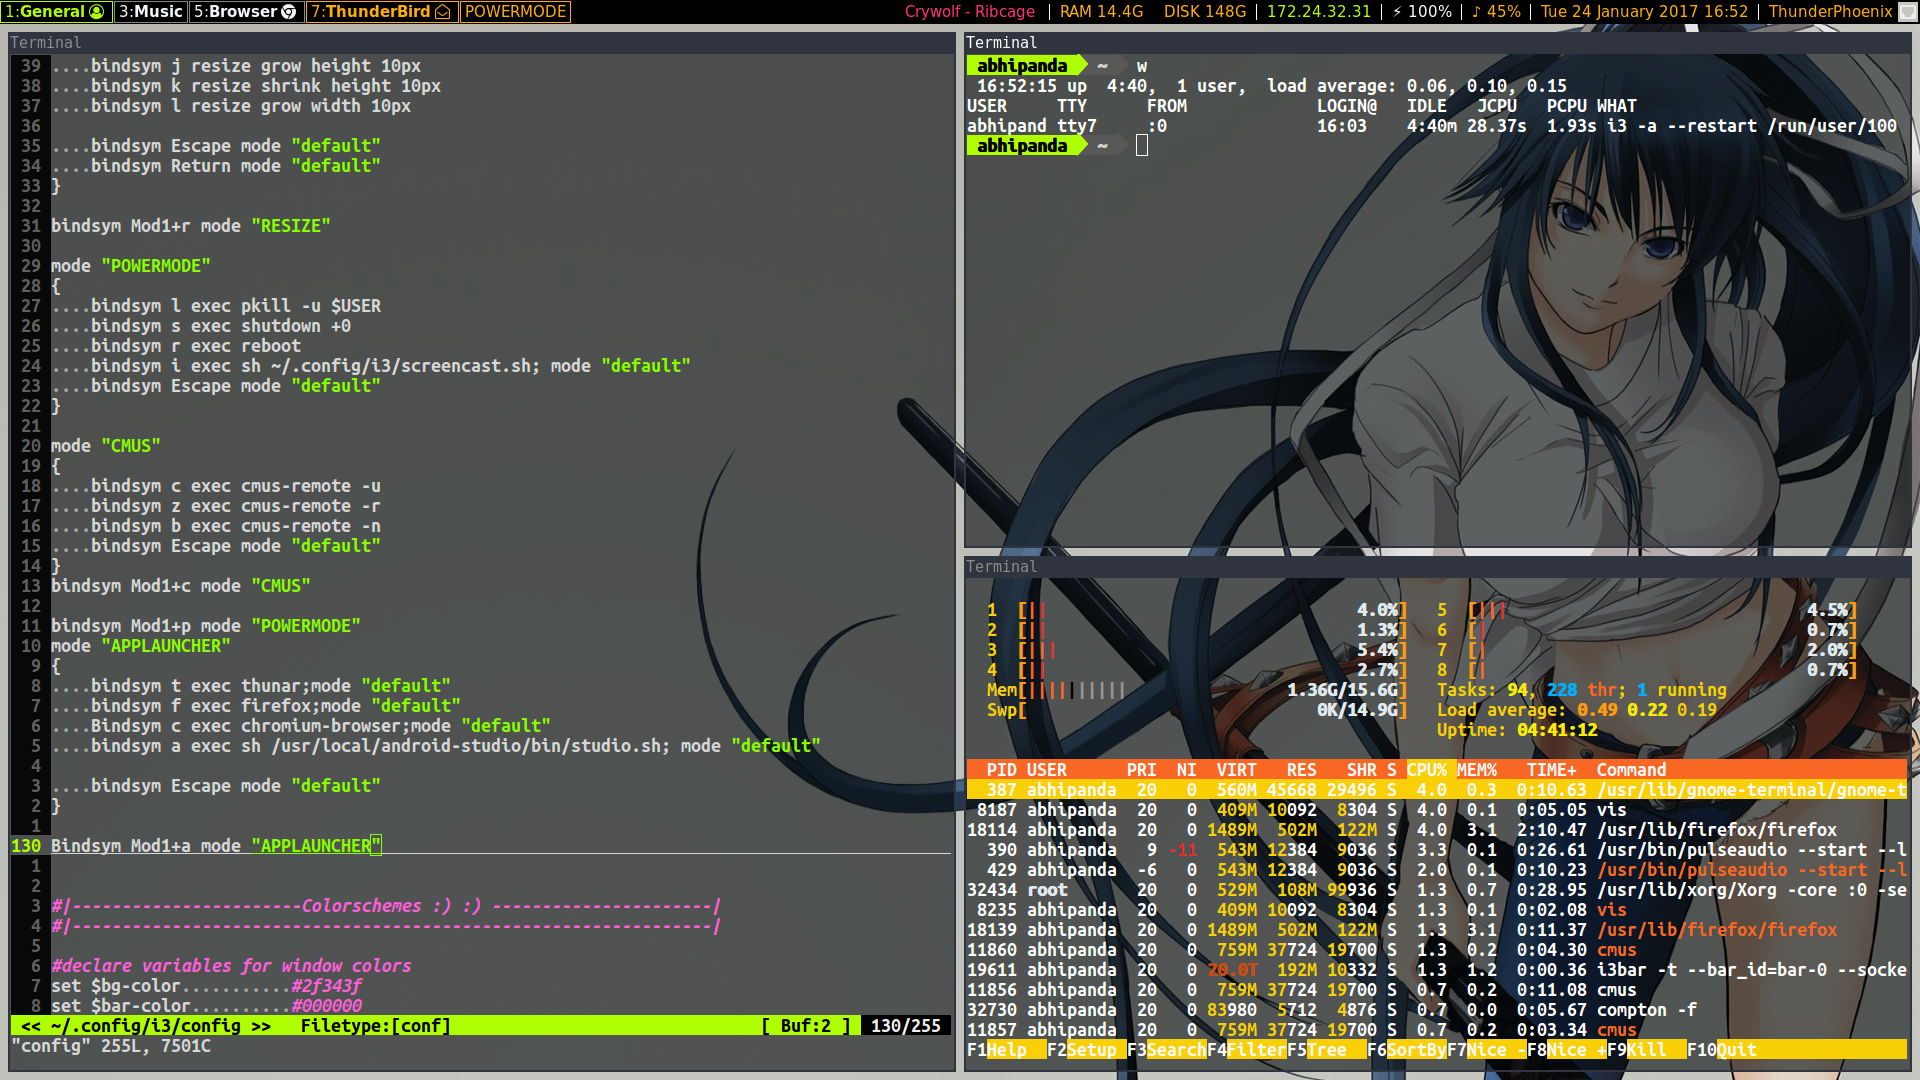 1:General 3:Music 5:Browser 7:ThunderBird POWERMODE Crywolf - Ribcage | RAM 14.4G DISK 148G | 172.24.32.31 | ⚡ 100% | ♪ 45% | Tue 24 January 2017 16:52 | ThunderPhoenix
Terminal
39 ....bindsym j resize grow height 10px
38 ....bindsym k resize shrink height 10px
37 ....bindsym l resize grow width 10px
36
35 ....bindsym Escape mode "default"
34 ....bindsym Return mode "default"
33 }
32
31 bindsym Mod1+r mode "RESIZE"
30
29 mode "POWERMODE"
28 {
27 ....bindsym l exec pkill -u $USER
26 ....bindsym s exec shutdown +0
25 ....bindsym r exec reboot
24 ....bindsym i exec sh ~/.config/i3/screencast.sh; mode "default"
23 ....bindsym Escape mode "default"
22 }
21
20 mode "CMUS"
19 {
18 ....bindsym c exec cmus-remote -u
17 ....bindsym z exec cmus-remote -r
16 ....bindsym b exec cmus-remote -n
15 ....bindsym Escape mode "default"
14 }
13 bindsym Mod1+c mode "CMUS"
12
11 bindsym Mod1+p mode "POWERMODE"
10 mode "APPLAUNCHER"
9 {
8 ....bindsym t exec thunar;mode "default"
7 ....bindsym f exec firefox;mode "default"
6 ....Bindsym c exec chromium-browser;mode "default"
5 ....bindsym a exec sh /usr/local/android-studio/bin/studio.sh; mode "default"
4
3 ....bindsym Escape mode "default"
2 }
1
130 Bindsym Mod1+a mode "APPLAUNCHER"
1
2
3 #|-----------------------Colorschemes :) :) ----------------------|
4 #|----------------------------------------------------------------|
5
6 #declare variables for window colors
7 set $bg-color...........#2f343f
8 set $bar-color..........#000000
<< ~/.config/i3/config >> Filetype:[conf] [ Buf:2 ] 130/255
"config" 255L, 7501C
Terminal
abhipanda ~ w
16:52:15 up 4:40, 1 user, load average: 0.06, 0.10, 0.15
USER TTY FROM LOGIN@ IDLE JCPU PCPU WHAT
abhipand tty7 :0 16:03 4:40m 28.37s 1.93s i3 -a --restart /run/user/100
abhipanda ~
Terminal
1 [|| 4.0%] 5 [||| 4.5%]
2 [|| 1.3%] 6 [| 0.7%]
3 [||| 5.4%] 7 [| 2.0%]
4 [|| 2.7%] 8 [| 0.7%]
Mem[|||||||||| 1.36G/15.6G] Tasks: 94, 228 thr; 1 running
Swp[ 0K/14.9G] Load average: 0.49 0.22 0.19
Uptime: 04:41:12
PID USER PRI NI VIRT RES SHR S CPU% MEM% TIME+ Command
387 abhipanda 20 0 560M 45668 29496 S 4.0 0.3 0:10.63 /usr/lib/gnome-terminal/gnome-t
8187 abhipanda 20 0 409M 10092 8304 S 4.0 0.1 0:05.05 vis
18114 abhipanda 20 0 1489M 502M 122M S 4.0 3.1 2:10.47 /usr/lib/firefox/firefox
390 abhipanda 9 -11 543M 12384 9036 S 3.3 0.1 0:26.61 /usr/bin/pulseaudio --start --l
429 abhipanda -6 0 543M 12384 9036 S 2.0 0.1 0:10.23 /usr/bin/pulseaudio --start --l
32434 root 20 0 529M 108M 99936 S 1.3 0.7 0:28.95 /usr/lib/xorg/Xorg -core :0 -se
8235 abhipanda 20 0 409M 10092 8304 S 1.3 0.1 0:02.08 vis
18139 abhipanda 20 0 1489M 502M 122M S 1.3 3.1 0:11.37 /usr/lib/firefox/firefox
11860 abhipanda 20 0 759M 37724 19700 S 1.3 0.2 0:04.30 cmus
19611 abhipanda 20 0 20.0T 192M 10332 S 1.3 1.2 0:00.36 i3bar -t --bar_id=bar-0 --socke
11856 abhipanda 20 0 759M 37724 19700 S 0.7 0.2 0:11.08 cmus
32730 abhipanda 20 0 83980 5712 4876 S 0.7 0.0 0:05.67 compton -f
11857 abhipanda 20 0 759M 37724 19700 S 0.7 0.2 0:03.34 cmus
F1Help F2Setup F3SearchF4FilterF5Tree F6SortByF7Nice -F8Nice +F9Kill F10Quit